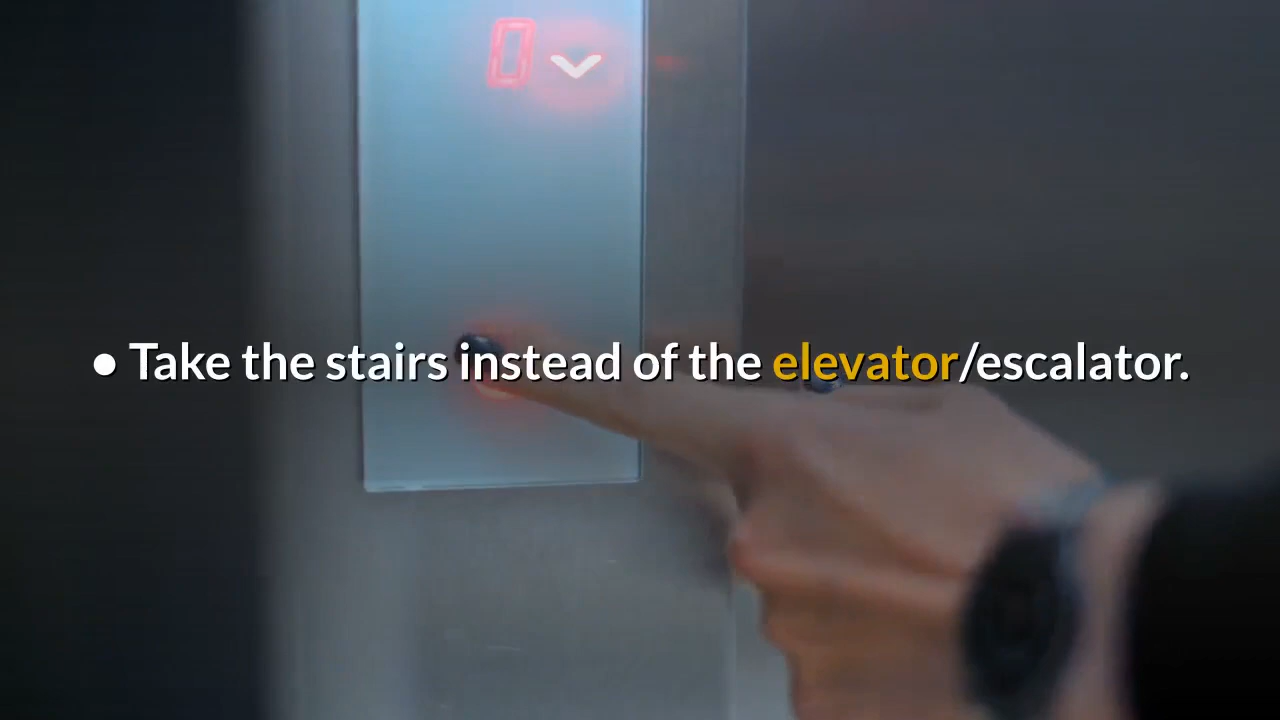 0
• Take the stairs instead of the elevator/escalator.